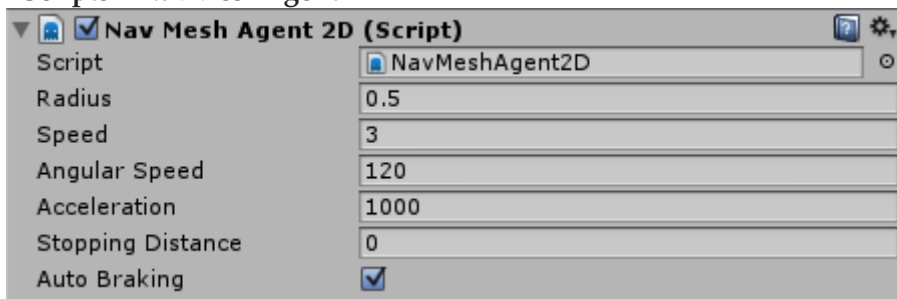 Nav Mesh Agent 2D (Script)
Script NavMeshAgent2D
Radius 0.5
Speed 3
Angular Speed 120
Acceleration 1000
Stopping Distance 0
Auto Braking